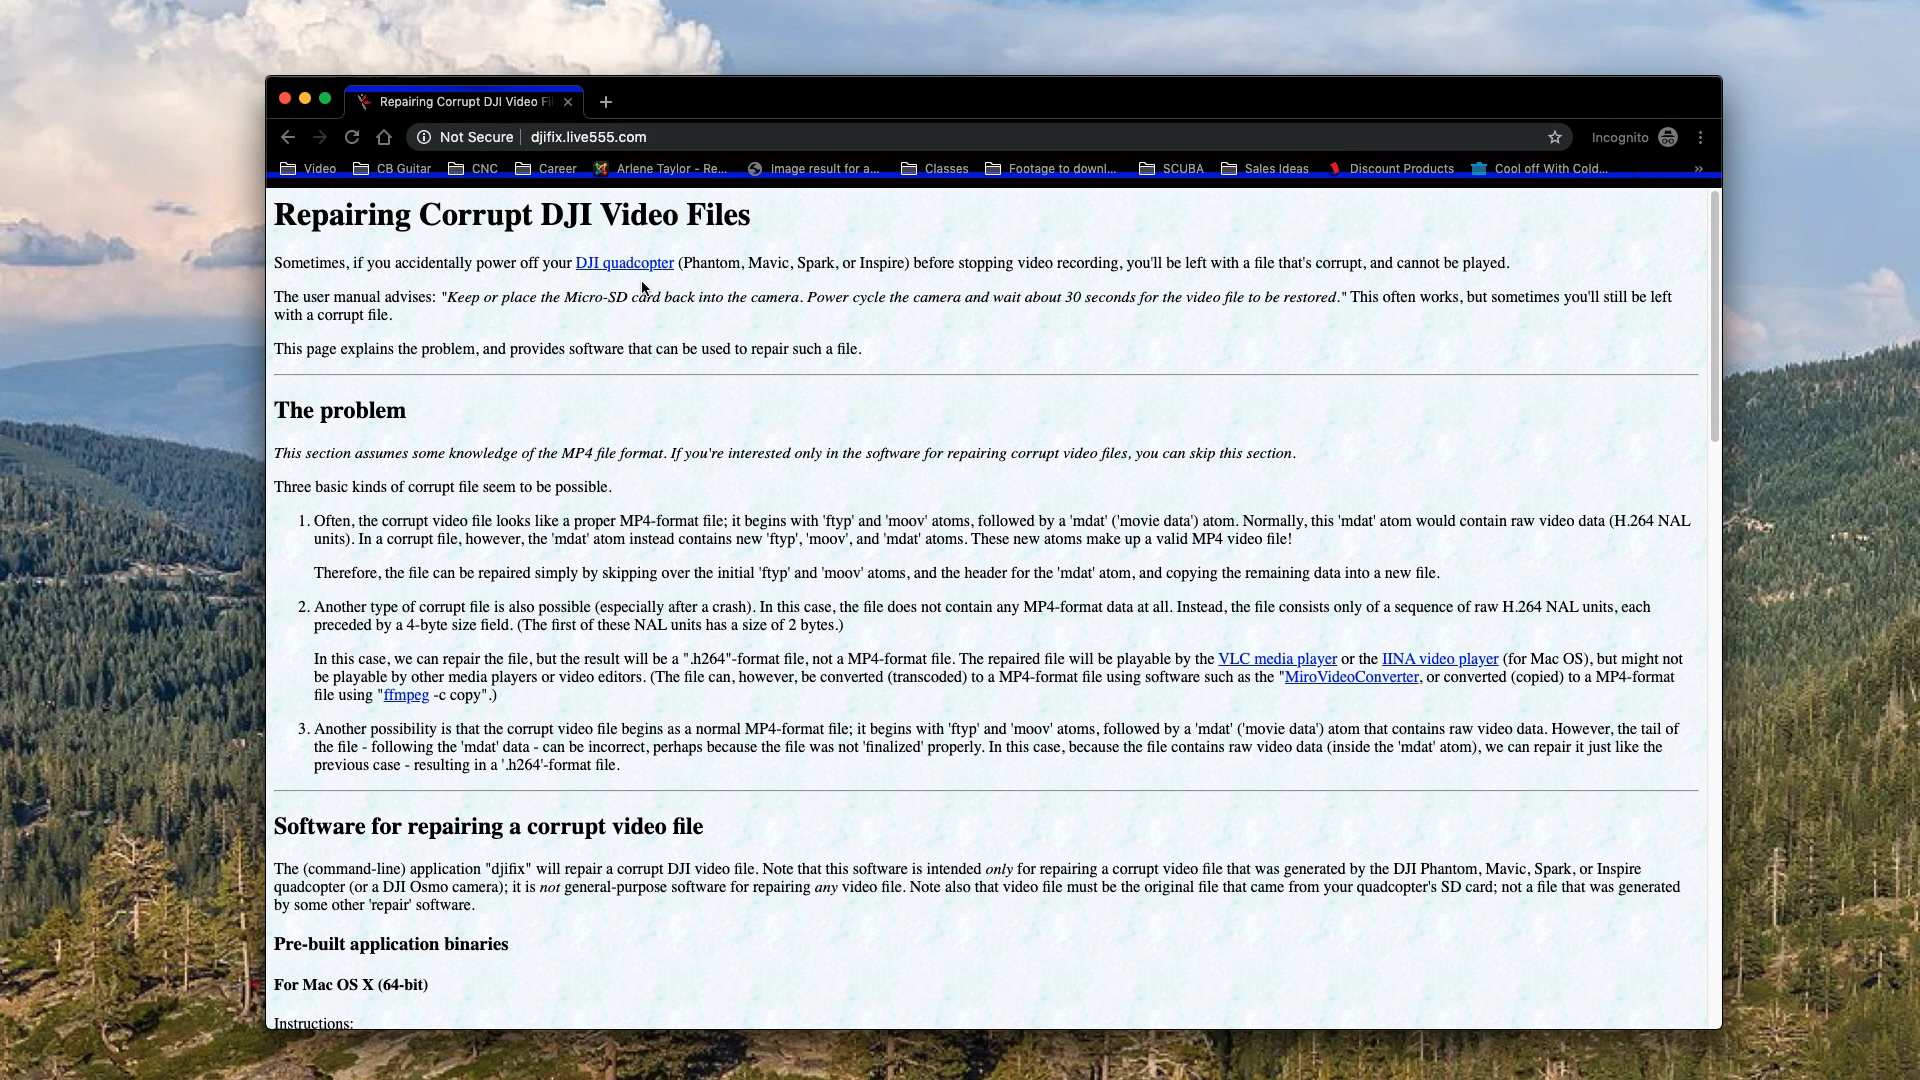 Repairing Corrupt DJI Video Fi
Not Secure djifix.live555.com Incognito
Video CB Guitar CNC Career Arlene Taylor - Re... Image result for a... Classes Footage to downl... SCUBA Sales Ideas Discount Products Cool off With Cold... »
Repairing Corrupt DJI Video Files
Sometimes, if you accidentally power off your DJI quadcopter (Phantom, Mavic, Spark, or Inspire) before stopping video recording, you'll be left with a file that's corrupt, and cannot be played.
The user manual advises: "Keep or place the Micro-SD card back into the camera. Power cycle the camera and wait about 30 seconds for the video file to be restored." This often works, but sometimes you'll still be left
with a corrupt file.
This page explains the problem, and provides software that can be used to repair such a file.
The problem
This section assumes some knowledge of the MP4 file format. If you're interested only in the software for repairing corrupt video files, you can skip this section.
Three basic kinds of corrupt file seem to be possible.
1. Often, the corrupt video file looks like a proper MP4-format file; it begins with 'ftyp' and 'moov' atoms, followed by a 'mdat' ('movie data') atom. Normally, this 'mdat' atom would contain raw video data (H.264 NAL
units). In a corrupt file, however, the 'mdat' atom instead contains new 'ftyp', 'moov', and 'mdat' atoms. These new atoms make up a valid MP4 video file!
Therefore, the file can be repaired simply by skipping over the initial 'ftyp' and 'moov' atoms, and the header for the 'mdat' atom, and copying the remaining data into a new file.
2. Another type of corrupt file is also possible (especially after a crash). In this case, the file does not contain any MP4-format data at all. Instead, the file consists only of a sequence of raw H.264 NAL units, each
preceded by a 4-byte size field. (The first of these NAL units has a size of 2 bytes.)
In this case, we can repair the file, but the result will be a ".h264"-format file, not a MP4-format file. The repaired file will be playable by the VLC media player or the IINA video player (for Mac OS), but might not
be playable by other media players or video editors. (The file can, however, be converted (transcoded) to a MP4-format file using software such as the "MiroVideoConverter, or converted (copied) to a MP4-format
file using "ffmpeg -c copy".)
3. Another possibility is that the corrupt video file begins as a normal MP4-format file; it begins with 'ftyp' and 'moov' atoms, followed by a 'mdat' ('movie data') atom that contains raw video data. However, the tail of
the file - following the 'mdat' data - can be incorrect, perhaps because the file was not 'finalized' properly. In this case, because the file contains raw video data (inside the 'mdat' atom), we can repair it just like the
previous case - resulting in a '.h264'-format file.
Software for repairing a corrupt video file
The (command-line) application "djifix" will repair a corrupt DJI video file. Note that this software is intended only for repairing a corrupt video file that was generated by the DJI Phantom, Mavic, Spark, or Inspire
quadcopter (or a DJI Osmo camera); it is not general-purpose software for repairing any video file. Note also that video file must be the original file that came from your quadcopter's SD card; not a file that was generated
by some other 'repair' software.
Pre-built application binaries
For Mac OS X (64-bit)
Instructions: